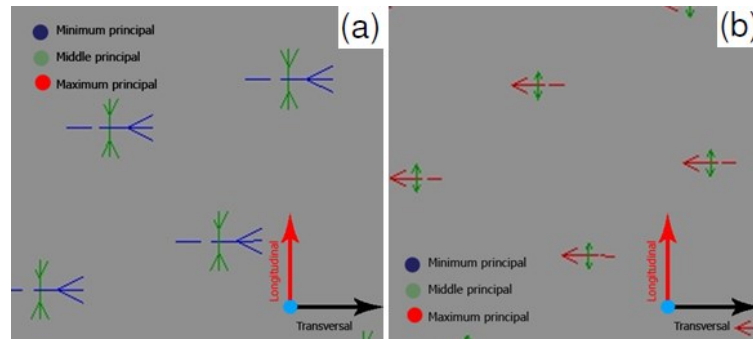 (a)
Minimum principal
Middle principal
Maximum principal
Longitudinal
Transversal
(b)
Longitudinal
Minimum principal
Middle principal
Maximum principal
Transversal